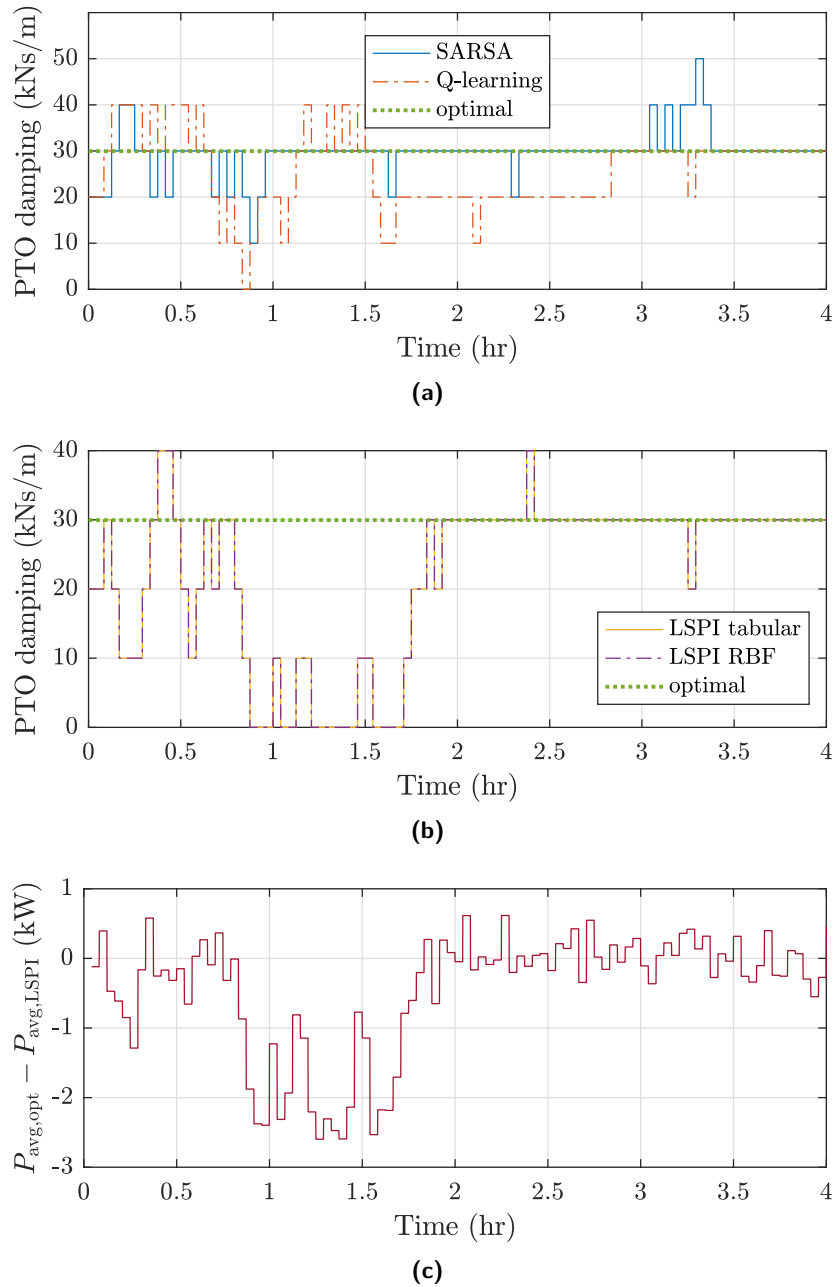 50
40
30
20
10
0
PTO damping (kNs/m)
SARSA
Q-learning
optimal
0 0.5 1 1.5 2 2.5 3 3.5 4
Time (hr)
(a)
40
30
20
10
0
PTO damping (kNs/m)
LSPI tabular
LSPI RBF
optimal
0 0.5 1 1.5 2 2.5 3 3.5 4
Time (hr)
(b)
1
0
-1
-2
-3
P_avg,opt − P_avg,LSPI (kW)
0 0.5 1 1.5 2 2.5 3 3.5 4
Time (hr)
(c)